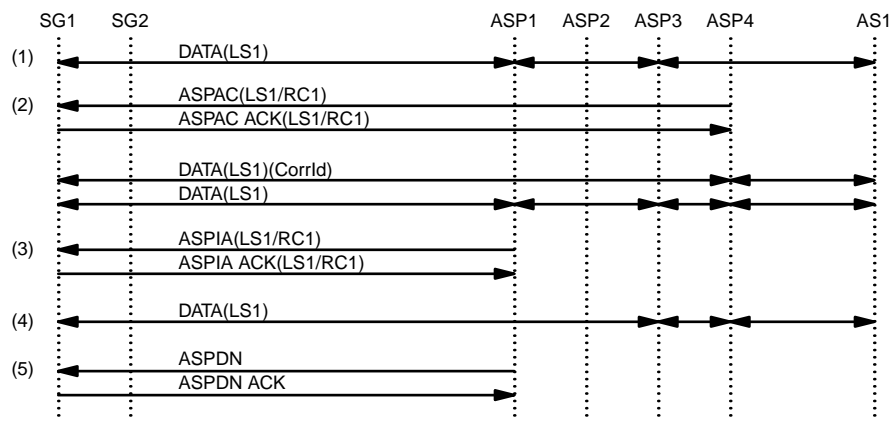 SG1 SG2 ASP1 ASP2 ASP3 ASP4 AS1
(1) DATA(LS1)
(2) ASPAC(LS1/RC1)
ASPAC ACK(LS1/RC1)
DATA(LS1)(CorrId)
DATA(LS1)
(3) ASPIA(LS1/RC1)
ASPIA ACK(LS1/RC1)
(4) DATA(LS1)
(5) ASPDN
ASPDN ACK